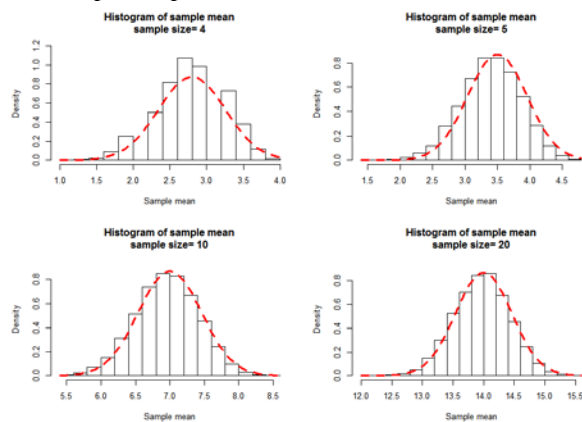 Histogram of sample mean
sample size= 4
Density
0.0 0.2 0.4 0.6 0.8 1.0 1.2
1.0 1.5 2.0 2.5 3.0 3.5 4.0
Sample mean
Histogram of sample mean
sample size= 5
Density
0.0 0.2 0.4 0.6 0.8
1.5 2.0 2.5 3.0 3.5 4.0 4.5
Sample mean
Histogram of sample mean
sample size= 10
Density
0.0 0.2 0.4 0.6 0.8
5.5 6.0 6.5 7.0 7.5 8.0 8.5
Sample mean
Histogram of sample mean
sample size= 20
Density
0.0 0.2 0.4 0.6 0.8
12.0 12.5 13.0 13.5 14.0 14.5 15.0 15.5
Sample mean